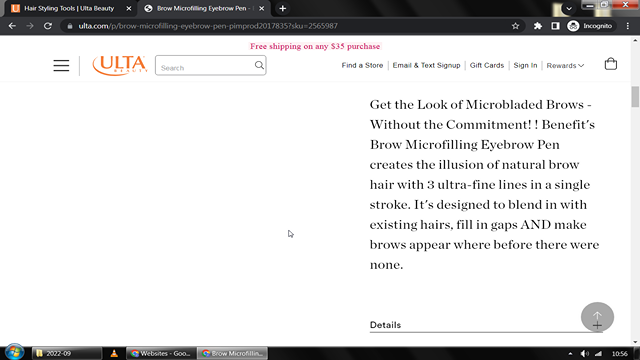 Hair Styling Tools | Ulta Beauty
Brow Microfilling Eyebrow Pen -
ulta.com/p/brow-microfilling-eyebrow-pen-pimprod2017835?sku=2565987
Incognito
Free shipping on any $35 purchase
ULTA
BEAUTY
Search
Find a Store
Email & Text Signup
Gift Cards
Sign In
Rewards
Get the Look of Microbladed Brows -
Without the Commitment! ! Benefit's
Brow Microfilling Eyebrow Pen
creates the illusion of natural brow
hair with 3 ultra-fine lines in a single
stroke. It's designed to blend in with
existing hairs, fill in gaps AND make
brows appear where before there were
none.
Details
2022-09
Websites - Goo...
Brow Microfillin...
10:56